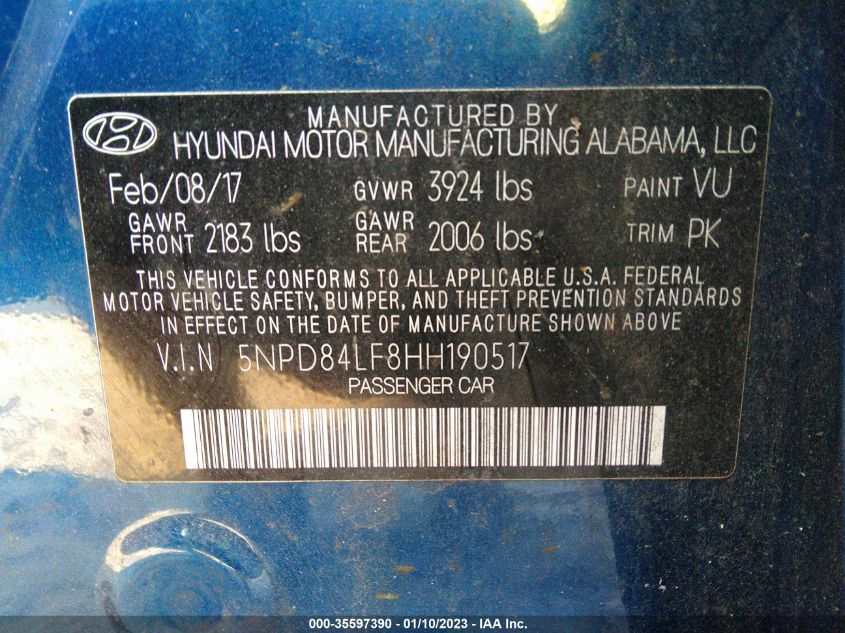 MANUFACTURED BY
HYUNDAI MOTOR MANUFACTURING ALABAMA, LLC
Feb/08/17 GVWR 3924 lbs PAINT VU
GAWR FRONT 2183 lbs GAWR REAR 2006 lbs TRIM PK
THIS VEHICLE CONFORMS TO ALL APPLICABLE U.S.A. FEDERAL
MOTOR VEHICLE SAFETY, BUMPER, AND THEFT PREVENTION STANDARDS
IN EFFECT ON THE DATE OF MANUFACTURE SHOWN ABOVE.
V.I.N 5NPD84LF8HH190517
PASSENGER CAR
000-35597390 - 01/10/2023 - IAA Inc.